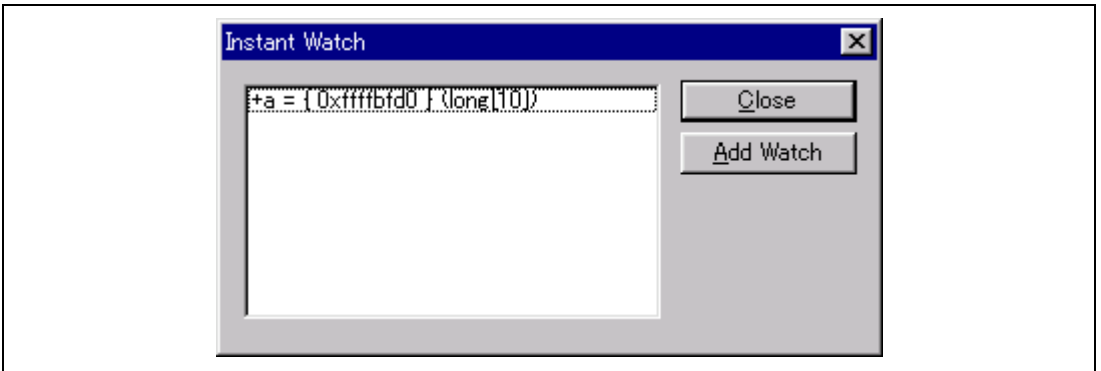 Instant Watch
+a = { 0xffffbfd0 } (long[10])
Close
Add Watch